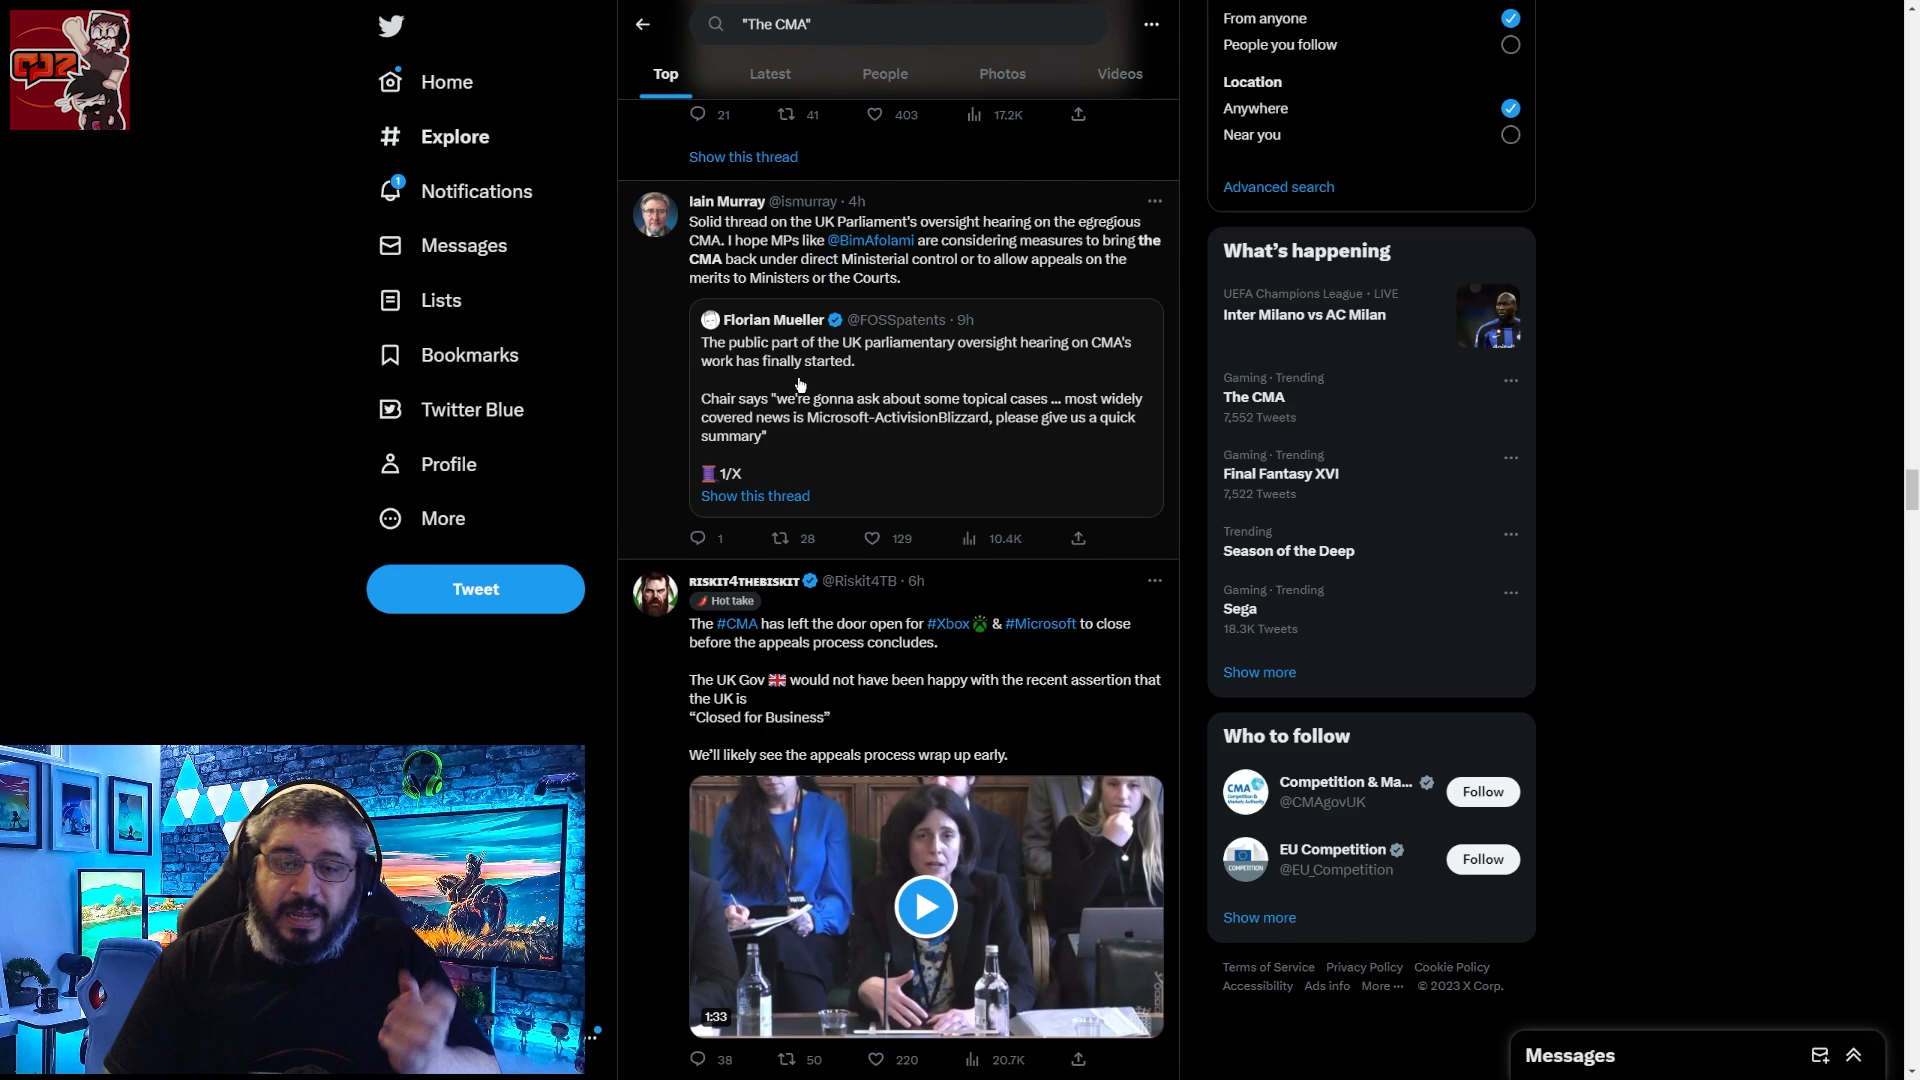 Home
Explore
1
Notifications
Messages
Lists
Bookmarks
Twitter Blue
Profile
More
Tweet
"The CMA"
Top Latest People Photos Videos
21 41 403 17.2K
Show this thread
Iain Murray @ismurray · 4h
Solid thread on the UK Parliament's oversight hearing on the egregious
CMA. I hope MPs like @BimAfolami are considering measures to bring the
CMA back under direct Ministerial control or to allow appeals on the
merits to Ministers or the Courts.
Florian Mueller @FOSSpatents · 9h
The public part of the UK parliamentary oversight hearing on CMA's
work has finally started.
Chair says "we're gonna ask about some topical cases ... most widely
covered news is Microsoft-ActivisionBlizzard, please give us a quick
summary"
🧵1/X
Show this thread
1 28 129 10.4K
RISKIT4THEBISKIT @Riskit4TB · 6h
🌶️ Hot take
The #CMA has left the door open for #Xbox & #Microsoft to close
before the appeals process concludes.
The UK Gov 🇬🇧 would not have been happy with the recent assertion that
the UK is
“Closed for Business”
We’ll likely see the appeals process wrap up early.
1:33
38 50 220 20.7K
From anyone
People you follow
Location
Anywhere
Near you
Advanced search
What’s happening
UEFA Champions League · LIVE
Inter Milano vs AC Milan
Gaming · Trending
The CMA
7,552 Tweets
Gaming · Trending
Final Fantasy XVI
7,522 Tweets
Trending
Season of the Deep
Gaming · Trending
Sega
18.3K Tweets
Show more
Who to follow
CMA
Competition & Ma...
@CMAgovUK
Follow
EU Competition
@EU_Competition
Follow
Show more
Terms of Service Privacy Policy Cookie Policy
Accessibility Ads info More ··· © 2023 X Corp.
Messages